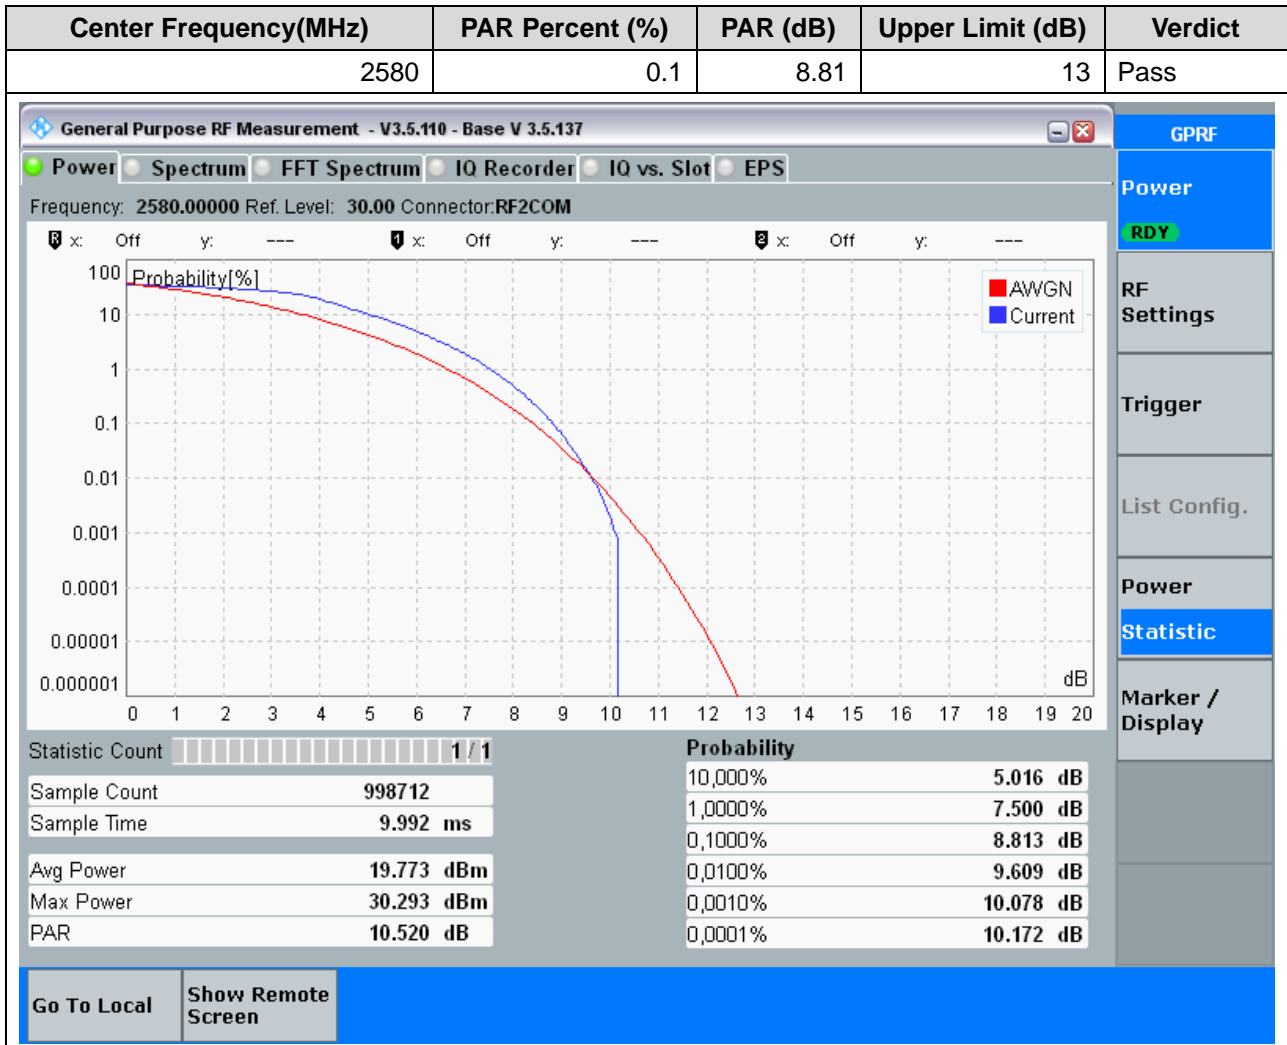 Center Frequency(MHz) PAR Percent (%) PAR (dB) Upper Limit (dB) Verdict
2580 0.1 8.81 13 Pass
General Purpose RF Measurement - V3.5.110 - Base V 3.5.137
GPRF
Power Spectrum FFT Spectrum IQ Recorder IQ vs. Slot EPS
Power
RDY
Frequency: 2580.00000 Ref. Level: 30.00 Connector:RF2COM
R x: Off y: --- 1 x: Off y: --- 2 x: Off y: ---
Probability[%]
AWGN
Current
100
10
1
0.1
0.01
0.001
0.0001
0.00001
0.000001
dB
0 1 2 3 4 5 6 7 8 9 10 11 12 13 14 15 16 17 18 19 20
RF
Settings
Trigger
List Config.
Power
Statistic
Marker /
Display
Statistic Count 1 / 1
Sample Count 998712
Sample Time 9.992 ms
Avg Power 19.773 dBm
Max Power 30.293 dBm
PAR 10.520 dB
Probability
10,000% 5.016 dB
1,0000% 7.500 dB
0,1000% 8.813 dB
0,0100% 9.609 dB
0,0010% 10.078 dB
0,0001% 10.172 dB
Go To Local
Show Remote
Screen